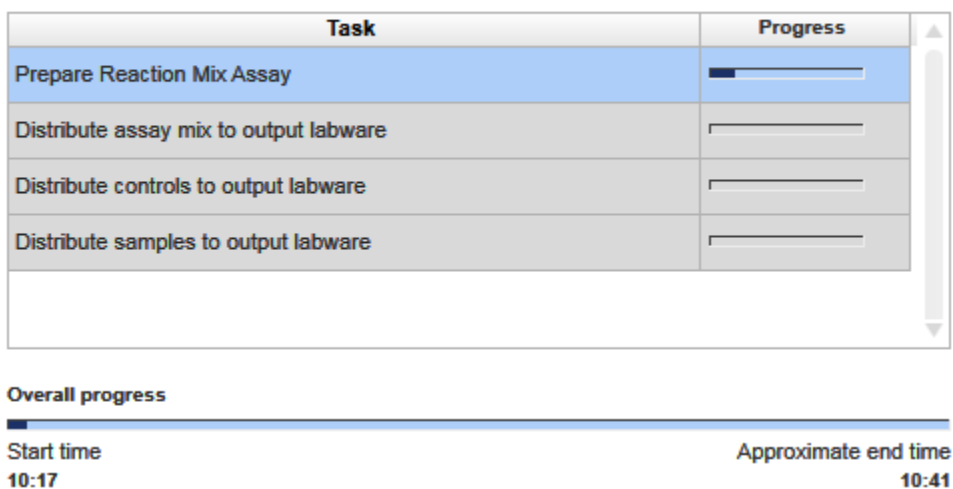 Task Progress
Prepare Reaction Mix Assay
Distribute assay mix to output labware
Distribute controls to output labware
Distribute samples to output labware
Overall progress
Start time Approximate end time
10:17 10:41